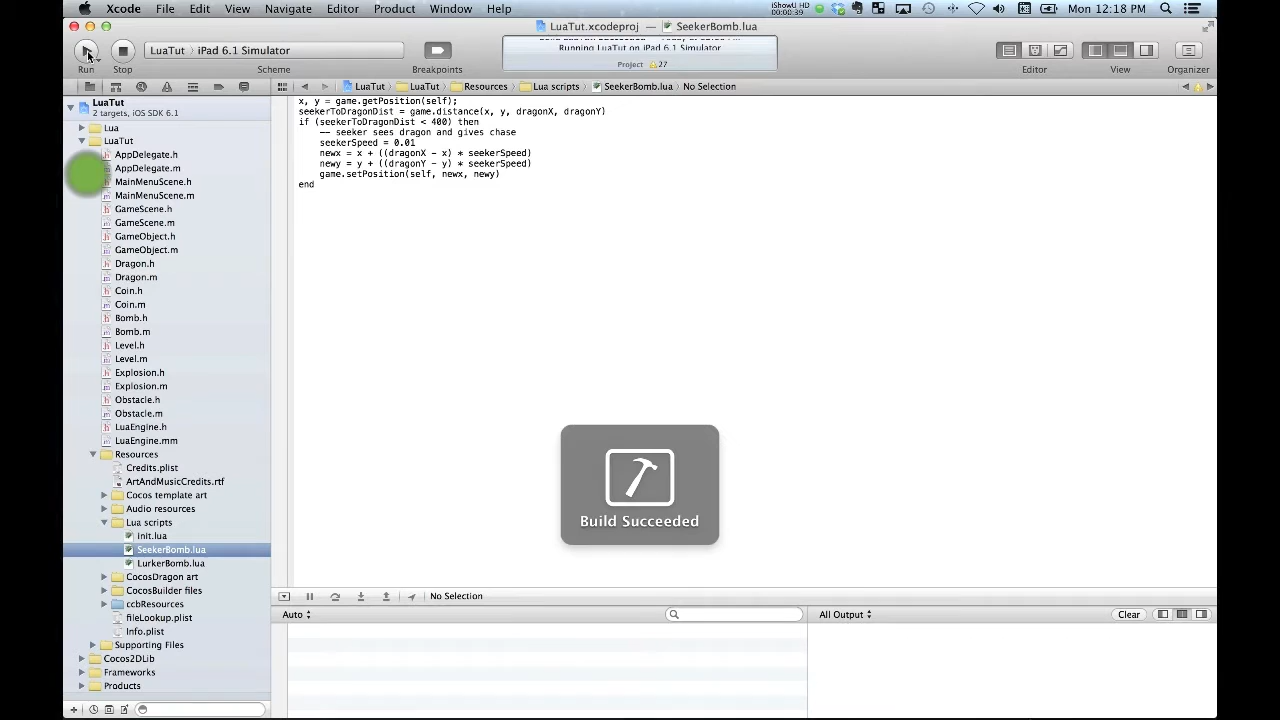 Xcode File Edit View Navigate Editor Product Window Help
iShowU HD
00:00:39
Mon 12:18 PM
LuaTut.xcodeproj — SeekerBomb.lua
LuaTut 〉 iPad 6.1 Simulator
Running LuaTut on iPad 6.1 Simulator
Project 27
Run Stop Scheme Breakpoints Editor View Organizer
LuaTut 〉 LuaTut 〉 Resources 〉 Lua scripts 〉 SeekerBomb.lua 〉 No Selection
LuaTut
2 targets, iOS SDK 6.1
Lua
LuaTut
AppDelegate.h
AppDelegate.m
MainMenuScene.h
MainMenuScene.m
GameScene.h
GameScene.m
GameObject.h
GameObject.m
Dragon.h
Dragon.m
Coin.h
Coin.m
Bomb.h
Bomb.m
Level.h
Level.m
Explosion.h
Explosion.m
Obstacle.h
Obstacle.m
LuaEngine.h
LuaEngine.mm
Resources
Credits.plist
ArtAndMusicCredits.rtf
Cocos template art
Audio resources
Lua scripts
init.lua
SeekerBomb.lua
LurkerBomb.lua
CocosDragon art
CocosBuilder files
ccbResources
fileLookup.plist
Info.plist
Supporting Files
Cocos2DLib
Frameworks
Products
x, y = game.getPosition(self);
seekerToDragonDist = game.distance(x, y, dragonX, dragonY)
if (seekerToDragonDist < 400) then
-- seeker sees dragon and gives chase
seekerSpeed = 0.01
newx = x + ((dragonX - x) * seekerSpeed)
newy = y + ((dragonY - y) * seekerSpeed)
game.setPosition(self, newx, newy)
end
Build Succeeded
No Selection
Auto
All Output
Clear